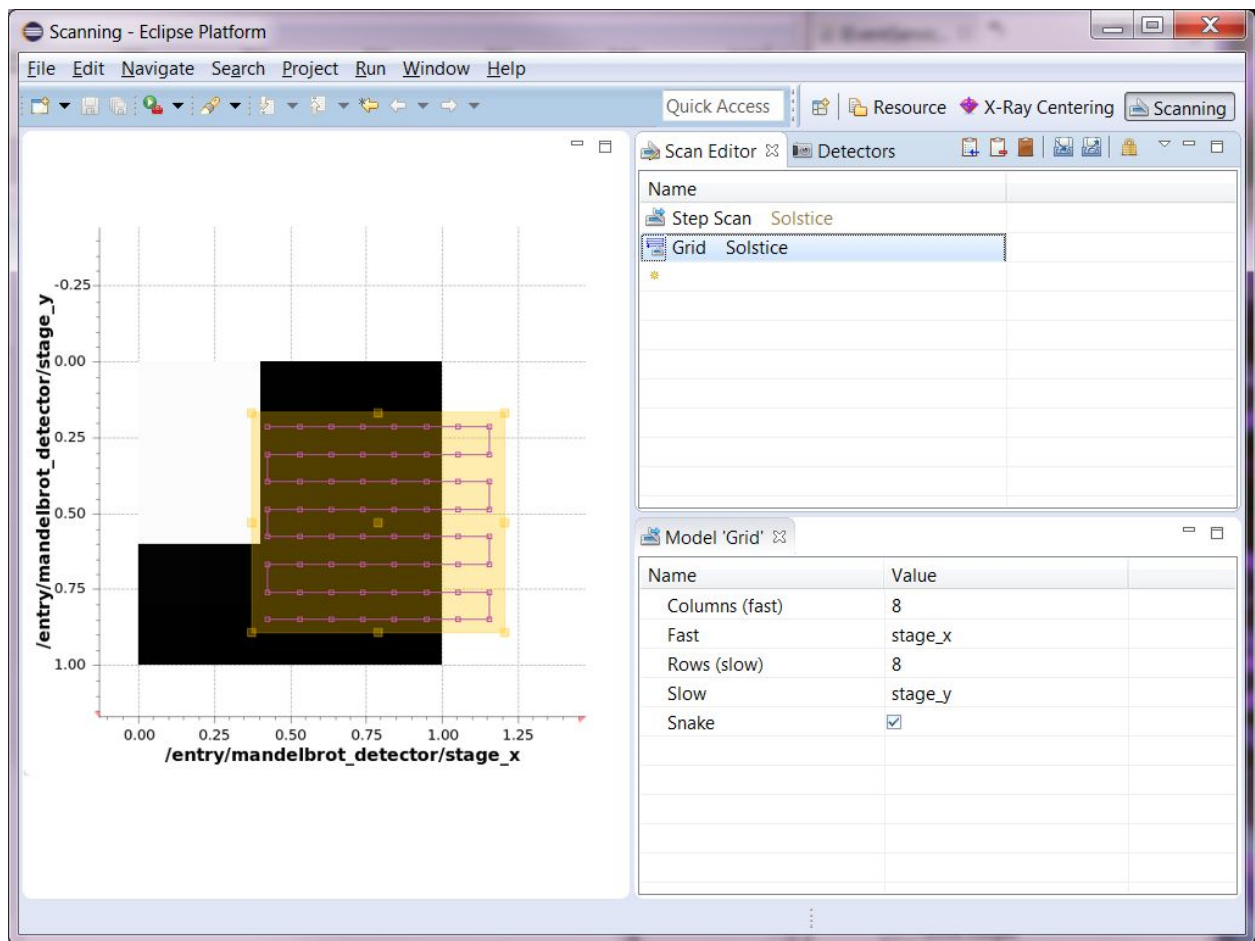 Scanning - Eclipse Platform
File Edit Navigate Search Project Run Window Help
Quick Access
Resource
X-Ray Centering
Scanning
-0.25
0.00
0.25
0.50
0.75
1.00
/entry/mandelbrot_detector/stage_y
0.00 0.25 0.50 0.75 1.00 1.25
/entry/mandelbrot_detector/stage_x
Scan Editor
Detectors
Name
Step Scan Solstice
Grid Solstice
Model 'Grid'
Name Value
Columns (fast) 8
Fast stage_x
Rows (slow) 8
Slow stage_y
Snake